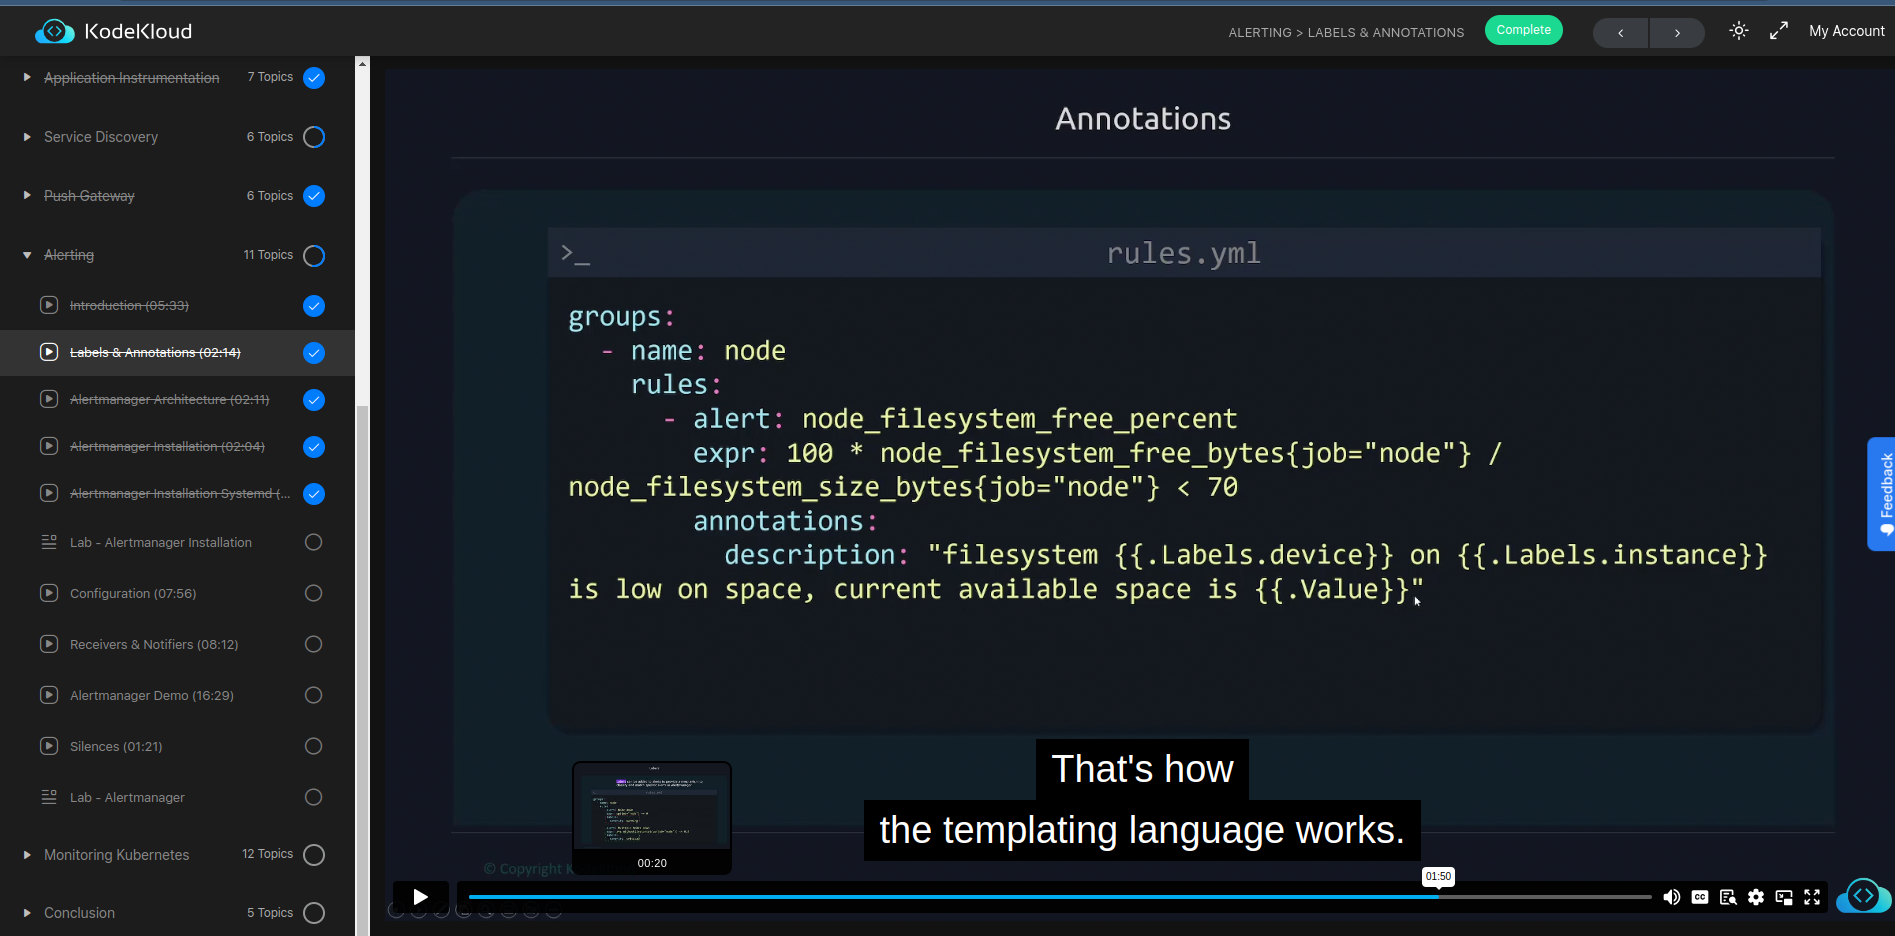 KodeKloud
ALERTING > LABELS & ANNOTATIONS
Complete
My Account
Application Instrumentation 7 Topics
Service Discovery 6 Topics
Push Gateway 6 Topics
Alerting 11 Topics
Introduction (05:33)
Labels & Annotations (02:14)
Alertmanager Architecture (02:11)
Alertmanager Installation (02:04)
Alertmanager Installation Systemd (...
Lab - Alertmanager Installation
Configuration (07:56)
Receivers & Notifiers (08:12)
Alertmanager Demo (16:29)
Silences (01:21)
Lab - Alertmanager
Monitoring Kubernetes 12 Topics
Conclusion 5 Topics
Annotations
>_ rules.yml
groups:
- name: node
rules:
- alert: node_filesystem_free_percent
expr: 100 * node_filesystem_free_bytes{job="node"} /
node_filesystem_size_bytes{job="node"} < 70
annotations:
description: "filesystem {{.Labels.device}} on {{.Labels.instance}}
is low on space, current available space is {{.Value}}"
That's how
the templating language works.
00:20
© Copyright K
01:50
CC
Feedback